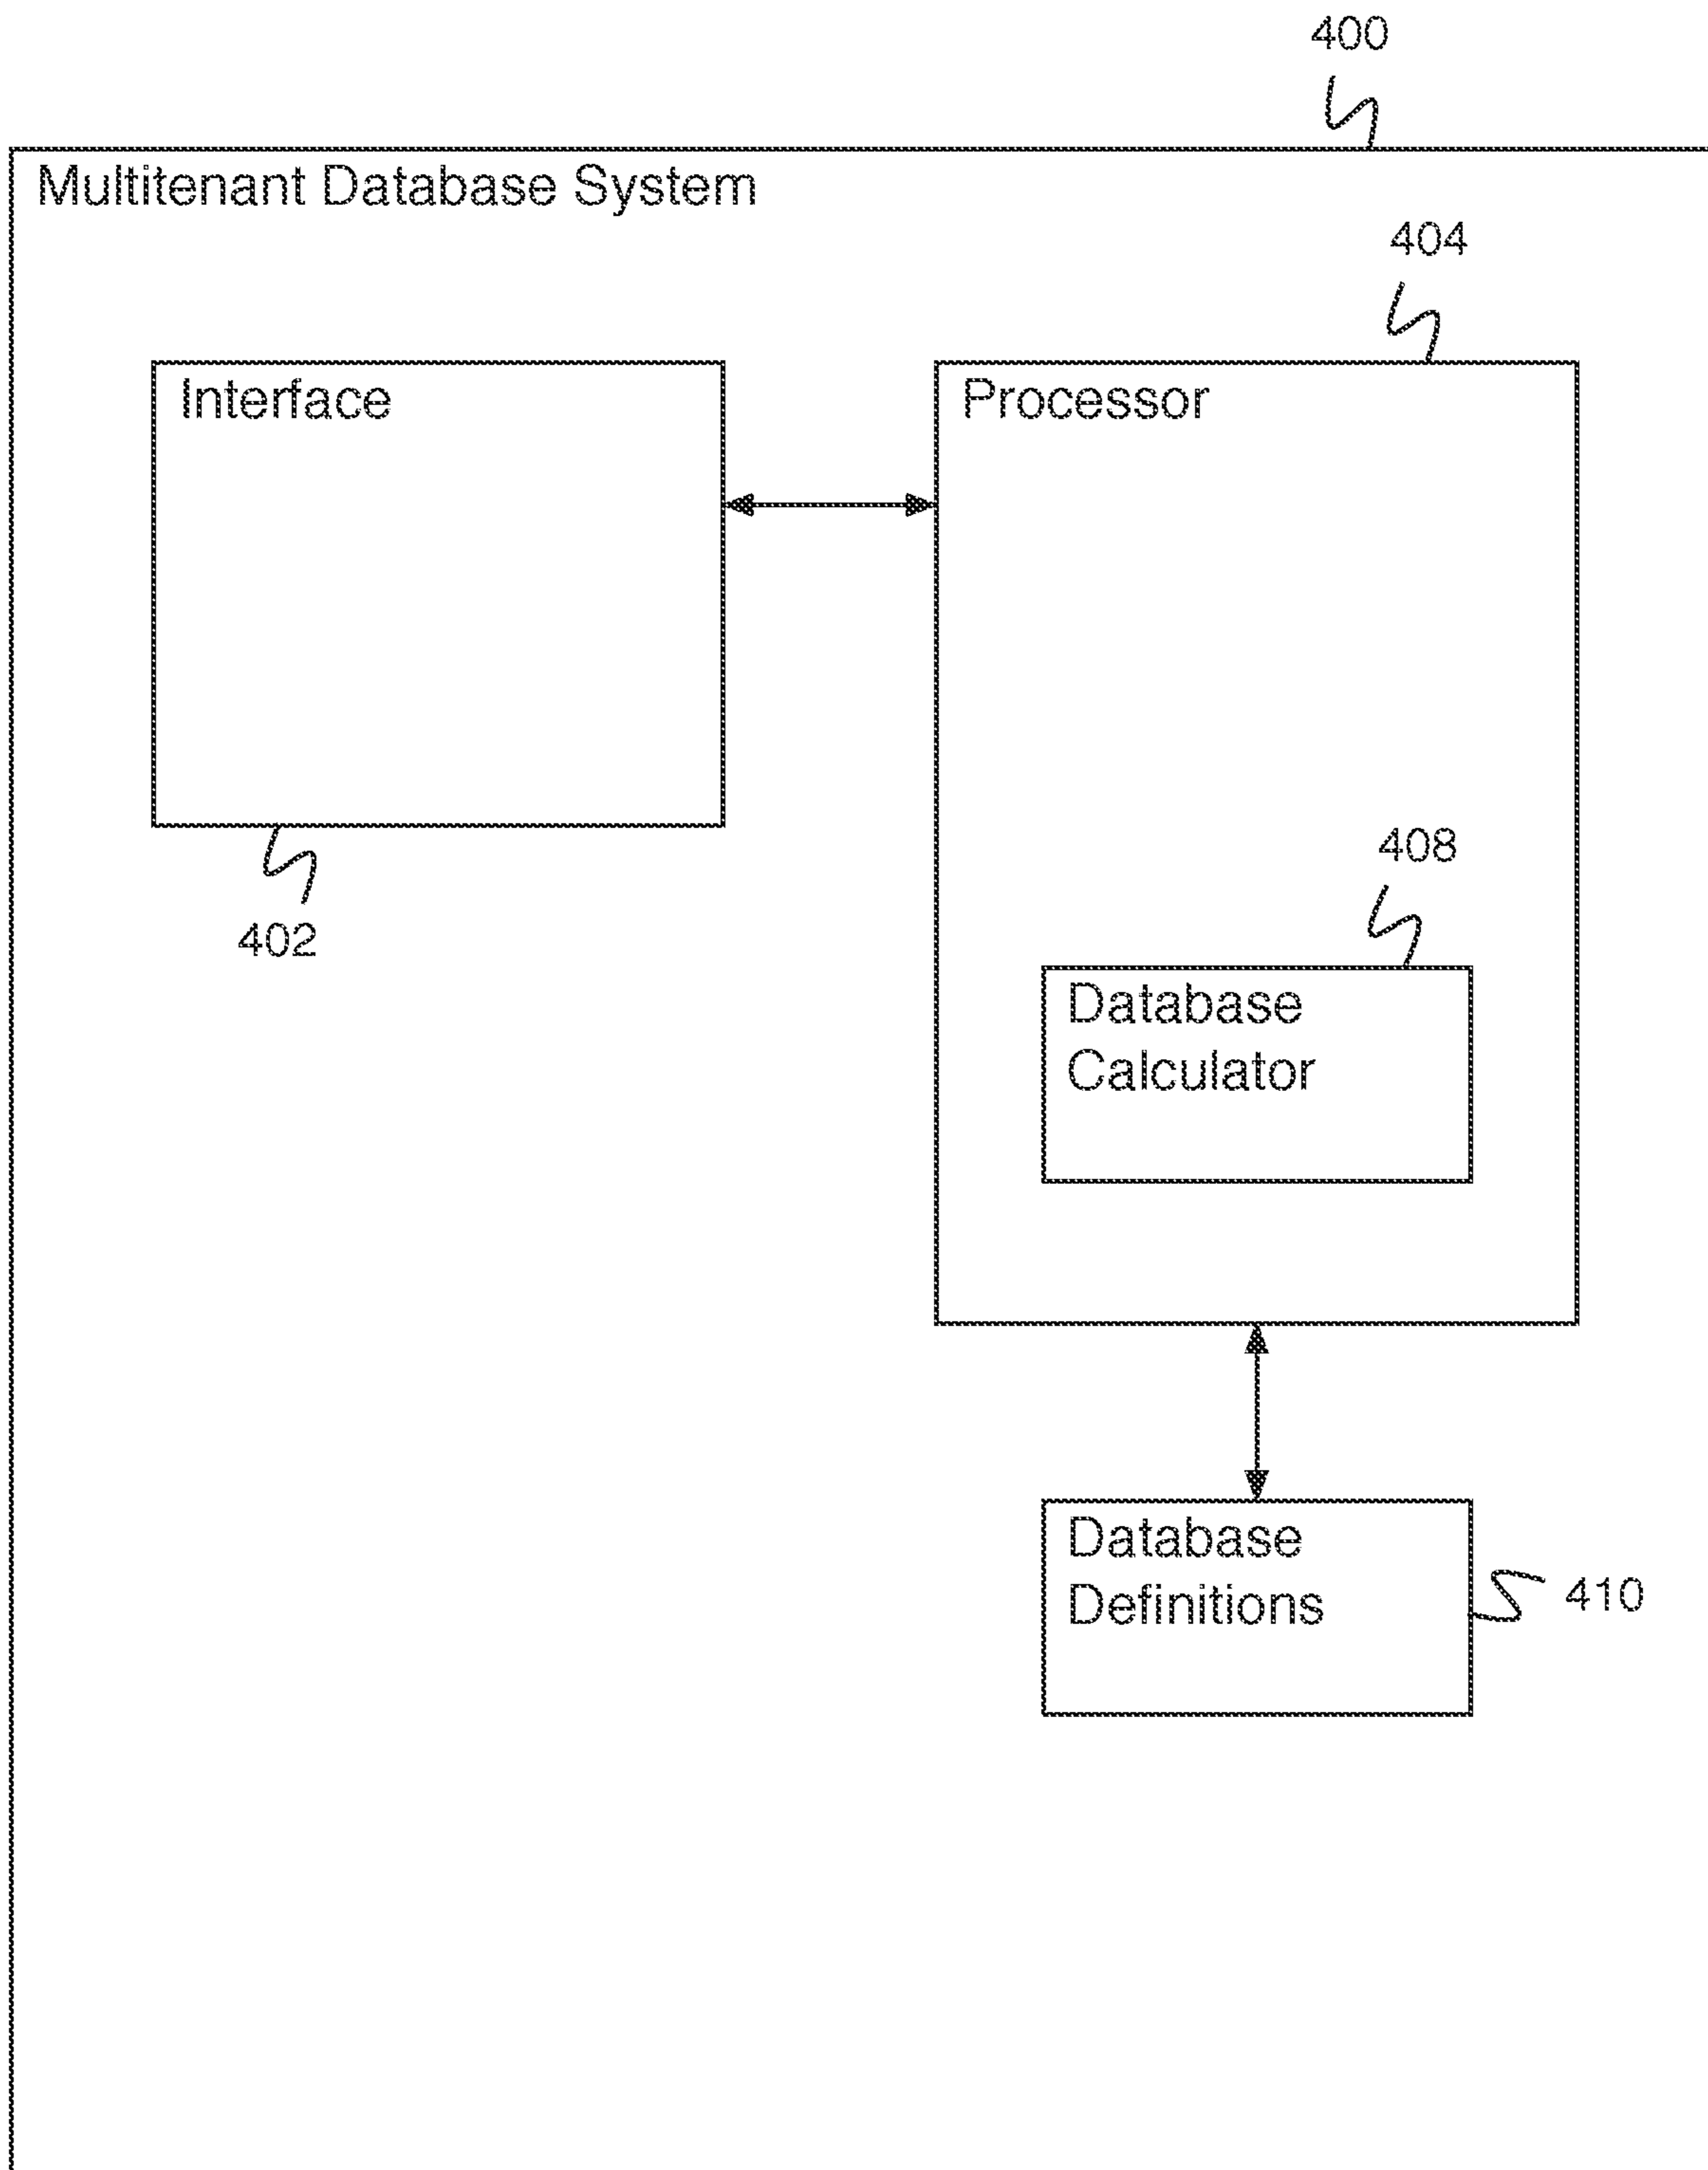 400
Multitenant Database System
404
Interface
Processor
408
402
Database
Calculator
Database
Definitions
410